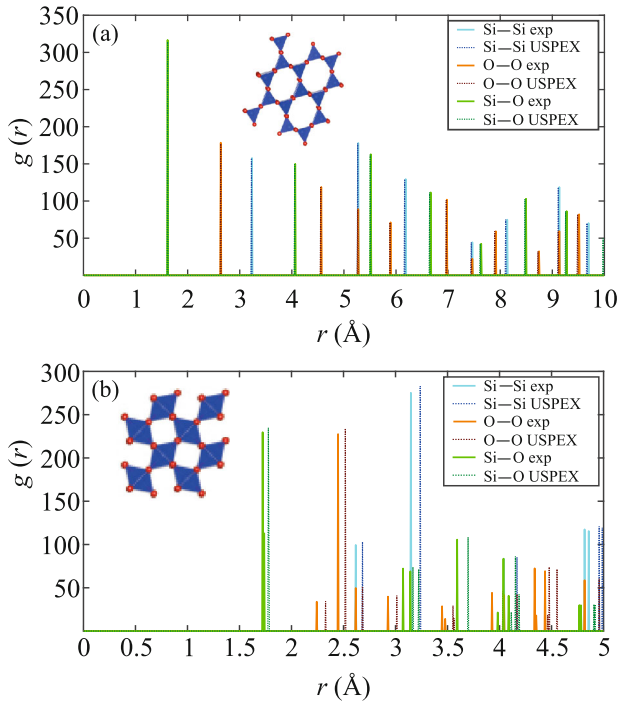 (a)
350
300
250
200
150
100
50
g (r)
Si—Si exp
Si—Si USPEX
O—O exp
O—O USPEX
Si—O exp
Si—O USPEX
0 1 2 3 4 5 6 7 8 9 10
r (Å)
(b)
300
250
200
150
100
50
g (r)
Si—Si exp
Si—Si USPEX
O—O exp
O—O USPEX
Si—O exp
Si—O USPEX
0 0.5 1 1.5 2 2.5 3 3.5 4 4.5 5
r (Å)